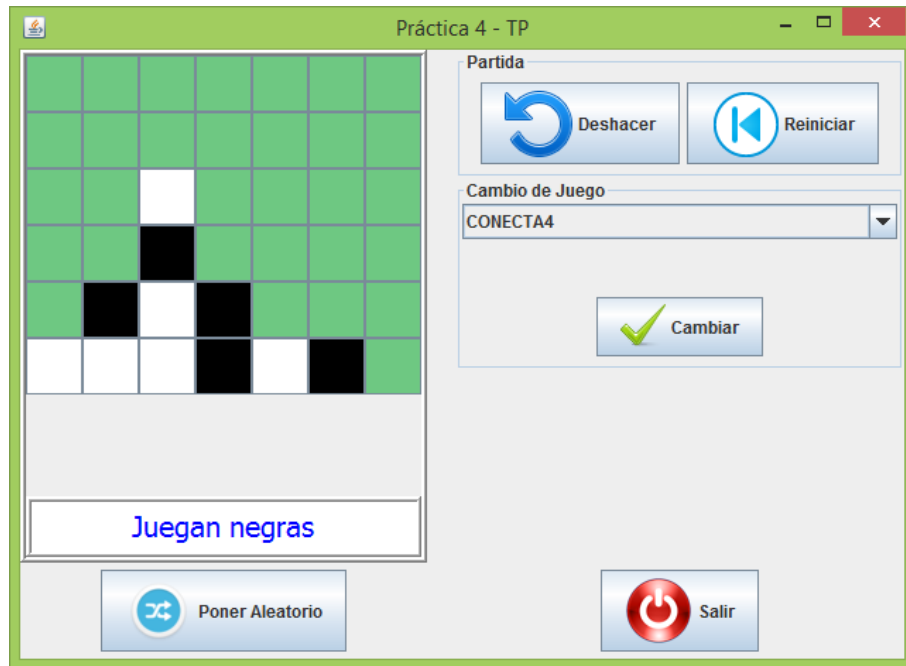 Práctica 4 - TP
Partida
Deshacer
Reiniciar
Cambio de Juego
CONECTA4
Cambiar
Juegan negras
Poner Aleatorio
Salir